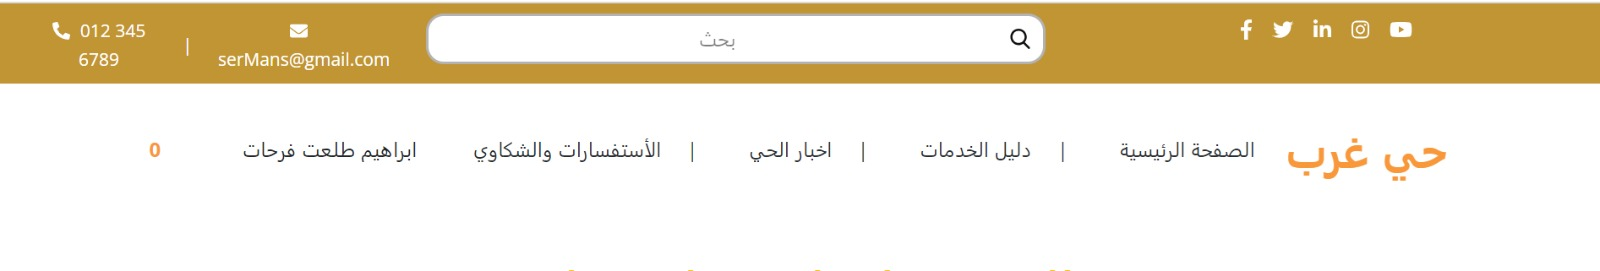 012 345
6789
|
serMans@gmail.com
بحث
حي غرب
الصفحة الرئيسية | دليل الخدمات | اخبار الحي | الأستفسارات والشكاوي
ابراهيم طلعت فرحات
0